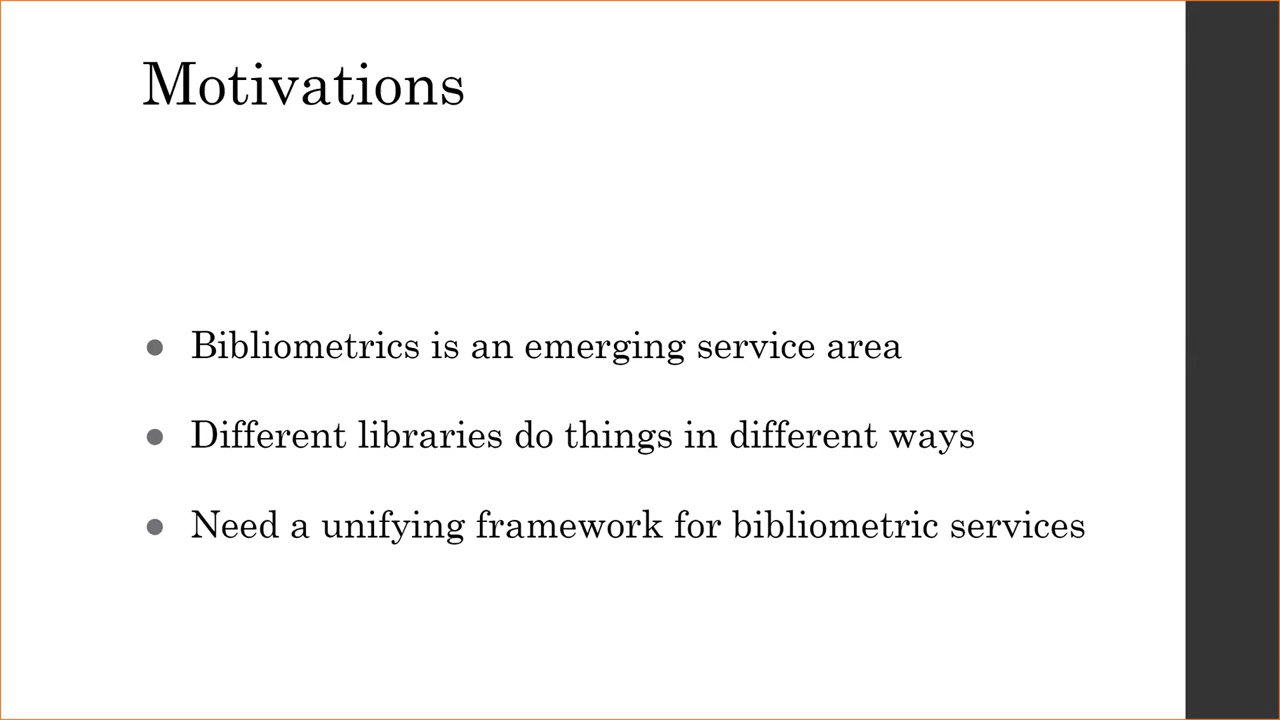 Motivations
● Bibliometrics is an emerging service area
● Different libraries do things in different ways
● Need a unifying framework for bibliometric services